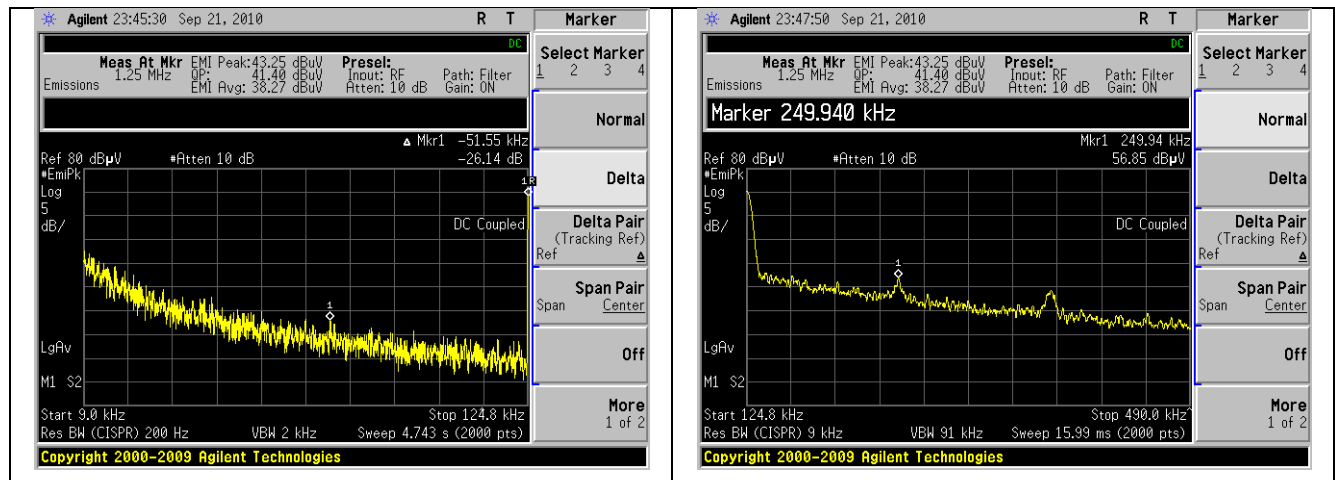 Agilent 23:45:30 Sep 21, 2010 R T
Marker
DC
Meas At Mkr EMI Peak:43.25 dBuV Presel:
1.25 MHz QP: 41.40 dBuV Input: RF Path: Filter
Emissions EMI Avg: 38.27 dBuV Atten: 10 dB Gain: ON
Δ Mkr1 -51.55 kHz
Ref 80 dBµV #Atten 10 dB -26.14 dB
#EmiPk
Log
5
dB/
1R
DC Coupled
1
LgAv
M1 S2
Start 9.0 kHz Stop 124.8 kHz
Res BW (CISPR) 200 Hz VBW 2 kHz Sweep 4.743 s (2000 pts)
Copyright 2000-2009 Agilent Technologies
Select Marker
1 2 3 4
Normal
Delta
Delta Pair
(Tracking Ref)
Ref Δ
Span Pair
Span Center
Off
More
1 of 2
Agilent 23:47:50 Sep 21, 2010 R T
Marker
DC
Meas At Mkr EMI Peak:43.25 dBuV Presel:
1.25 MHz QP: 41.40 dBuV Input: RF Path: Filter
Emissions EMI Avg: 38.27 dBuV Atten: 10 dB Gain: ON
Marker 249.940 kHz
Mkr1 249.94 kHz
Ref 80 dBµV #Atten 10 dB 56.85 dBµV
#EmiPk
Log
5
dB/
DC Coupled
1
LgAv
M1 S2
Start 124.8 kHz Stop 490.0 kHz^
Res BW (CISPR) 9 kHz VBW 91 kHz Sweep 15.99 ms (2000 pts)
Copyright 2000-2009 Agilent Technologies
Select Marker
1 2 3 4
Normal
Delta
Delta Pair
(Tracking Ref)
Ref Δ
Span Pair
Span Center
Off
More
1 of 2